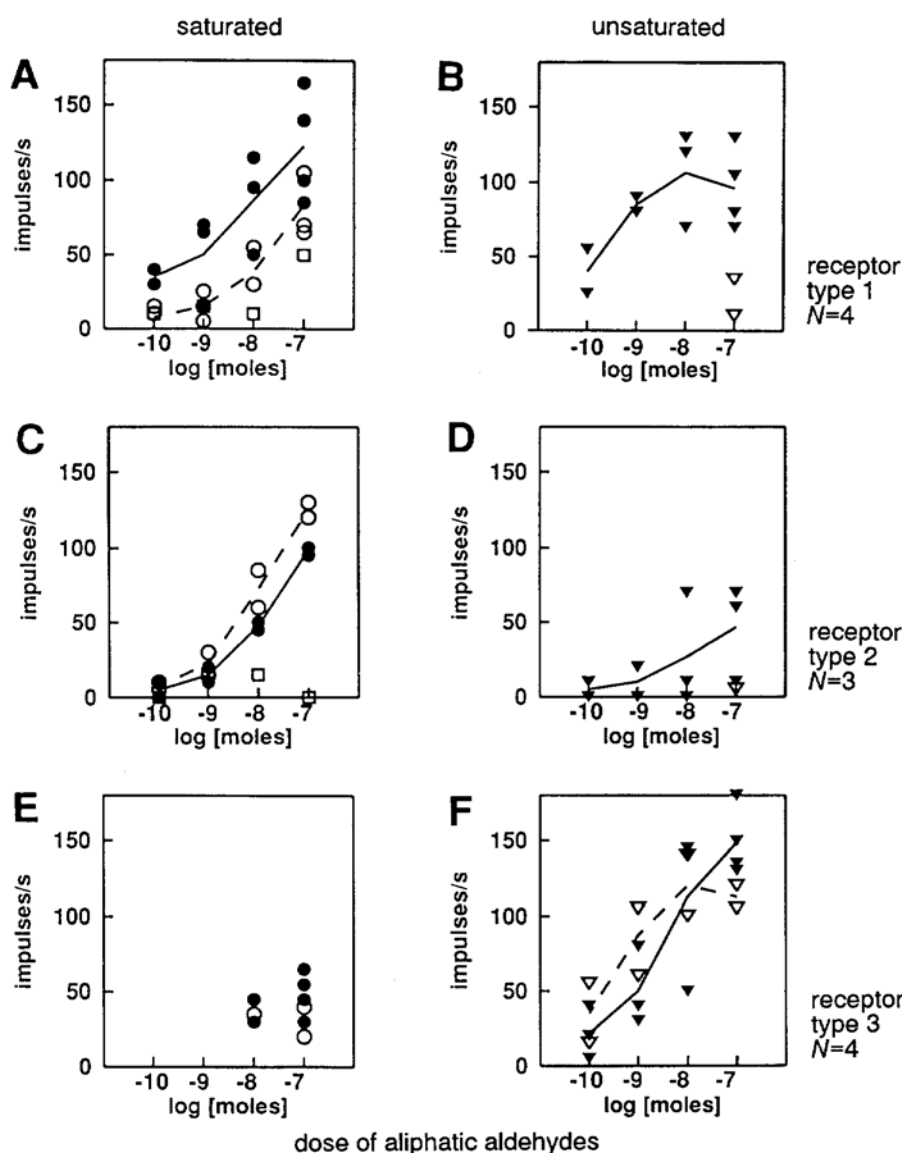 saturated
unsaturated
A
impulses/s
150
100
50
0
-10 -9 -8 -7
log [moles]
B
impulses/s
150
100
50
0
-10 -9 -8 -7
log [moles]
receptor
type 1
N=4
C
impulses/s
150
100
50
0
-10 -9 -8 -7
log [moles]
D
impulses/s
150
100
50
0
-10 -9 -8 -7
log [moles]
receptor
type 2
N=3
E
impulses/s
150
100
50
0
-10 -9 -8 -7
log [moles]
F
impulses/s
150
100
50
0
-10 -9 -8 -7
log [moles]
receptor
type 3
N=4
dose of aliphatic aldehydes